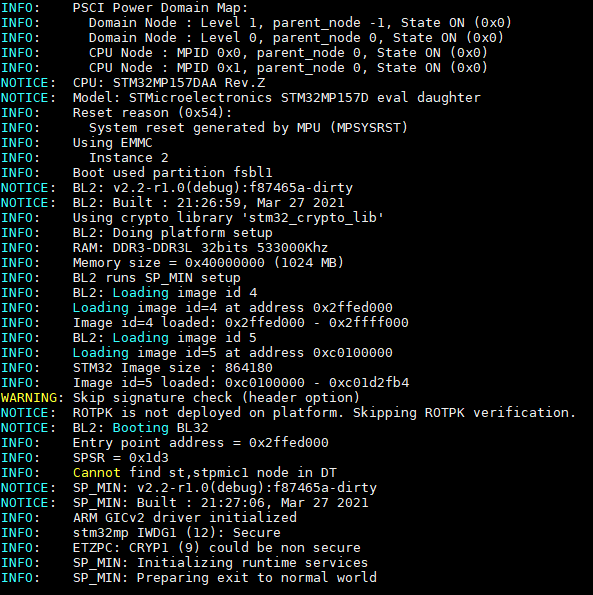 INFO:    PSCI Power Domain Map:
INFO:      Domain Node : Level 1, parent_node -1, State ON (0x0)
INFO:      Domain Node : Level 0, parent_node 0, State ON (0x0)
INFO:      CPU Node : MPID 0x0, parent_node 0, State ON (0x0)
INFO:      CPU Node : MPID 0x1, parent_node 0, State ON (0x0)
NOTICE:  CPU: STM32MP157DAA Rev.Z
NOTICE:  Model: STMicroelectronics STM32MP157D eval daughter
INFO:    Reset reason (0x54):
INFO:      System reset generated by MPU (MPSYSRST)
INFO:    Using EMMC
INFO:      Instance 2
INFO:    Boot used partition fsbl1
NOTICE:  BL2: v2.2-r1.0(debug):f87465a-dirty
NOTICE:  BL2: Built : 21:26:59, Mar 27 2021
INFO:    Using crypto library 'stm32_crypto_lib'
INFO:    BL2: Doing platform setup
INFO:    RAM: DDR3-DDR3L 32bits 533000Khz
INFO:    Memory size = 0x40000000 (1024 MB)
INFO:    BL2 runs SP_MIN setup
INFO:    BL2: Loading image id 4
INFO:    Loading image id=4 at address 0x2ffed000
INFO:    Image id=4 loaded: 0x2ffed000 - 0x2ffff000
INFO:    BL2: Loading image id 5
INFO:    Loading image id=5 at address 0xc0100000
INFO:    STM32 Image size : 864180
INFO:    Image id=5 loaded: 0xc0100000 - 0xc01d2fb4
WARNING: Skip signature check (header option)
NOTICE:  ROTPK is not deployed on platform. Skipping ROTPK verification.
NOTICE:  BL2: Booting BL32
INFO:    Entry point address = 0x2ffed000
INFO:    SPSR = 0x1d3
INFO:    Cannot find st,stpmic1 node in DT
NOTICE:  SP_MIN: v2.2-r1.0(debug):f87465a-dirty
NOTICE:  SP_MIN: Built : 21:27:06, Mar 27 2021
INFO:    ARM GICv2 driver initialized
INFO:    stm32mp IWDG1 (12): Secure
INFO:    ETZPC: CRYP1 (9) could be non secure
INFO:    SP_MIN: Initializing runtime services
INFO:    SP_MIN: Preparing exit to normal world